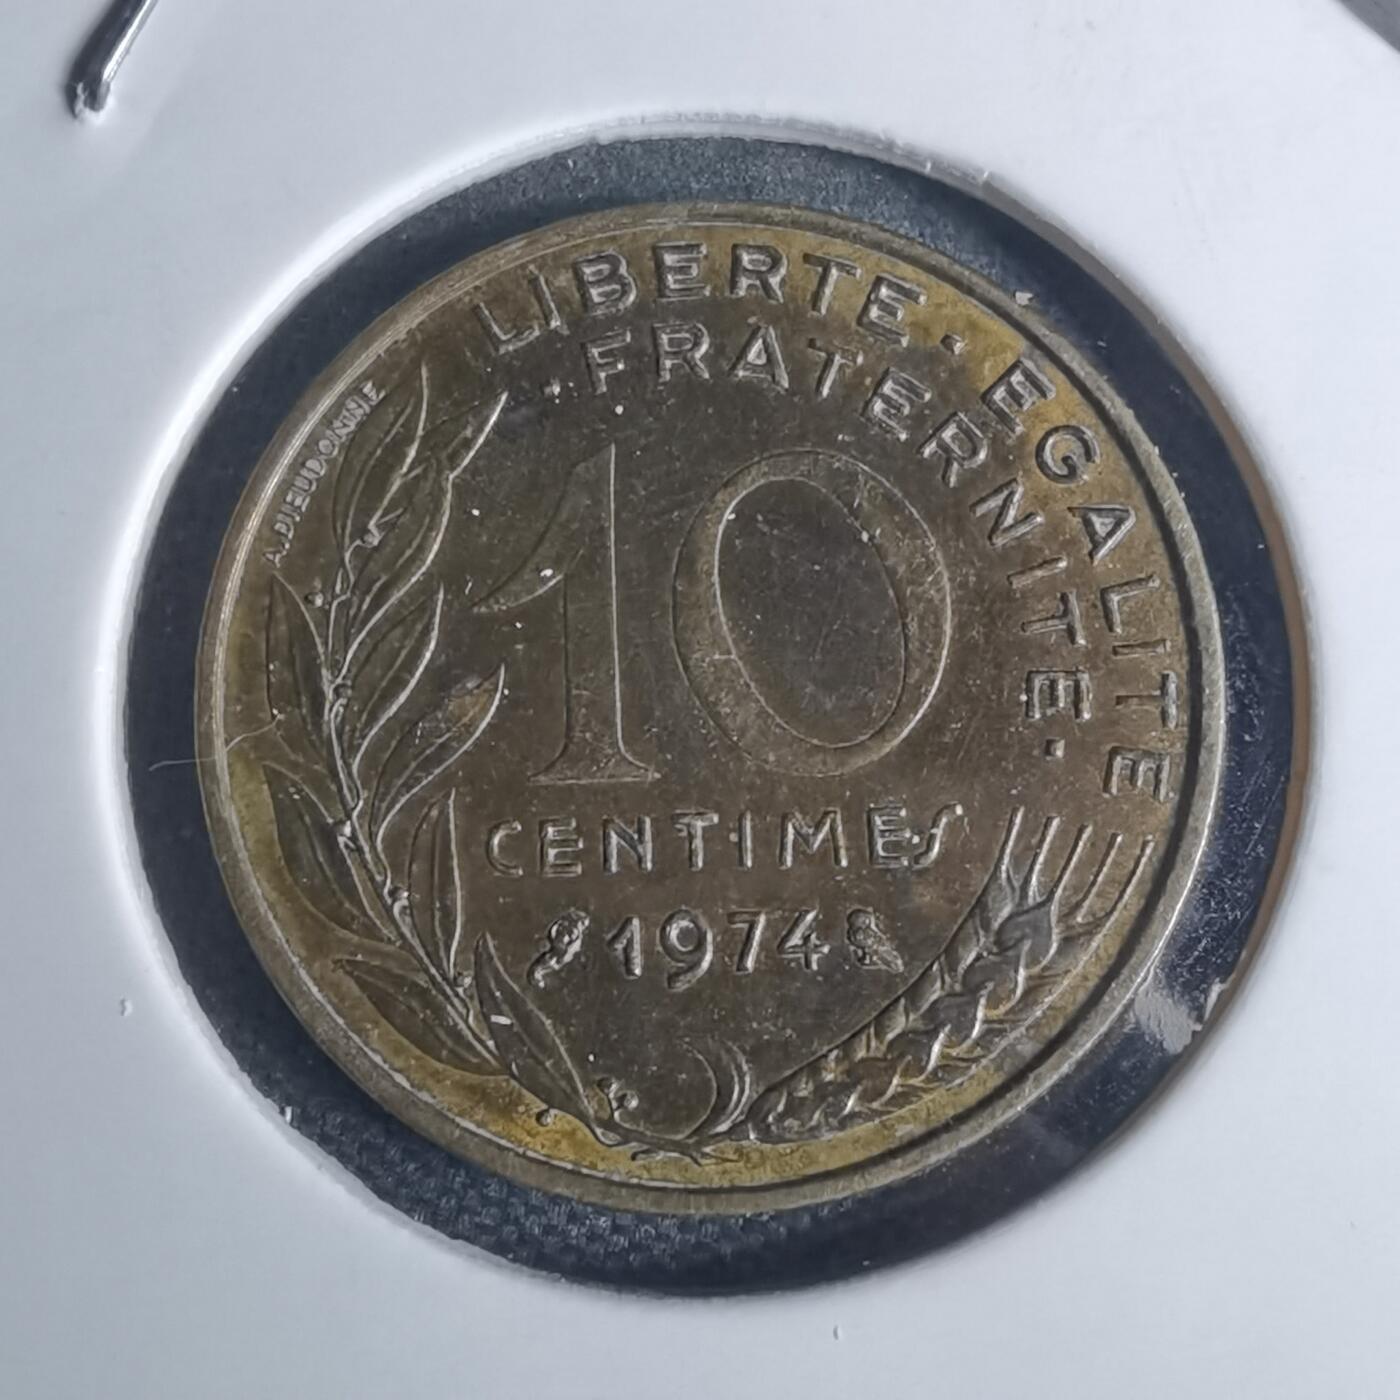 LIBERTE · EGALITE
· FRATERNITE ·
A.DIEUDONNE
10
CENTIMES
1974